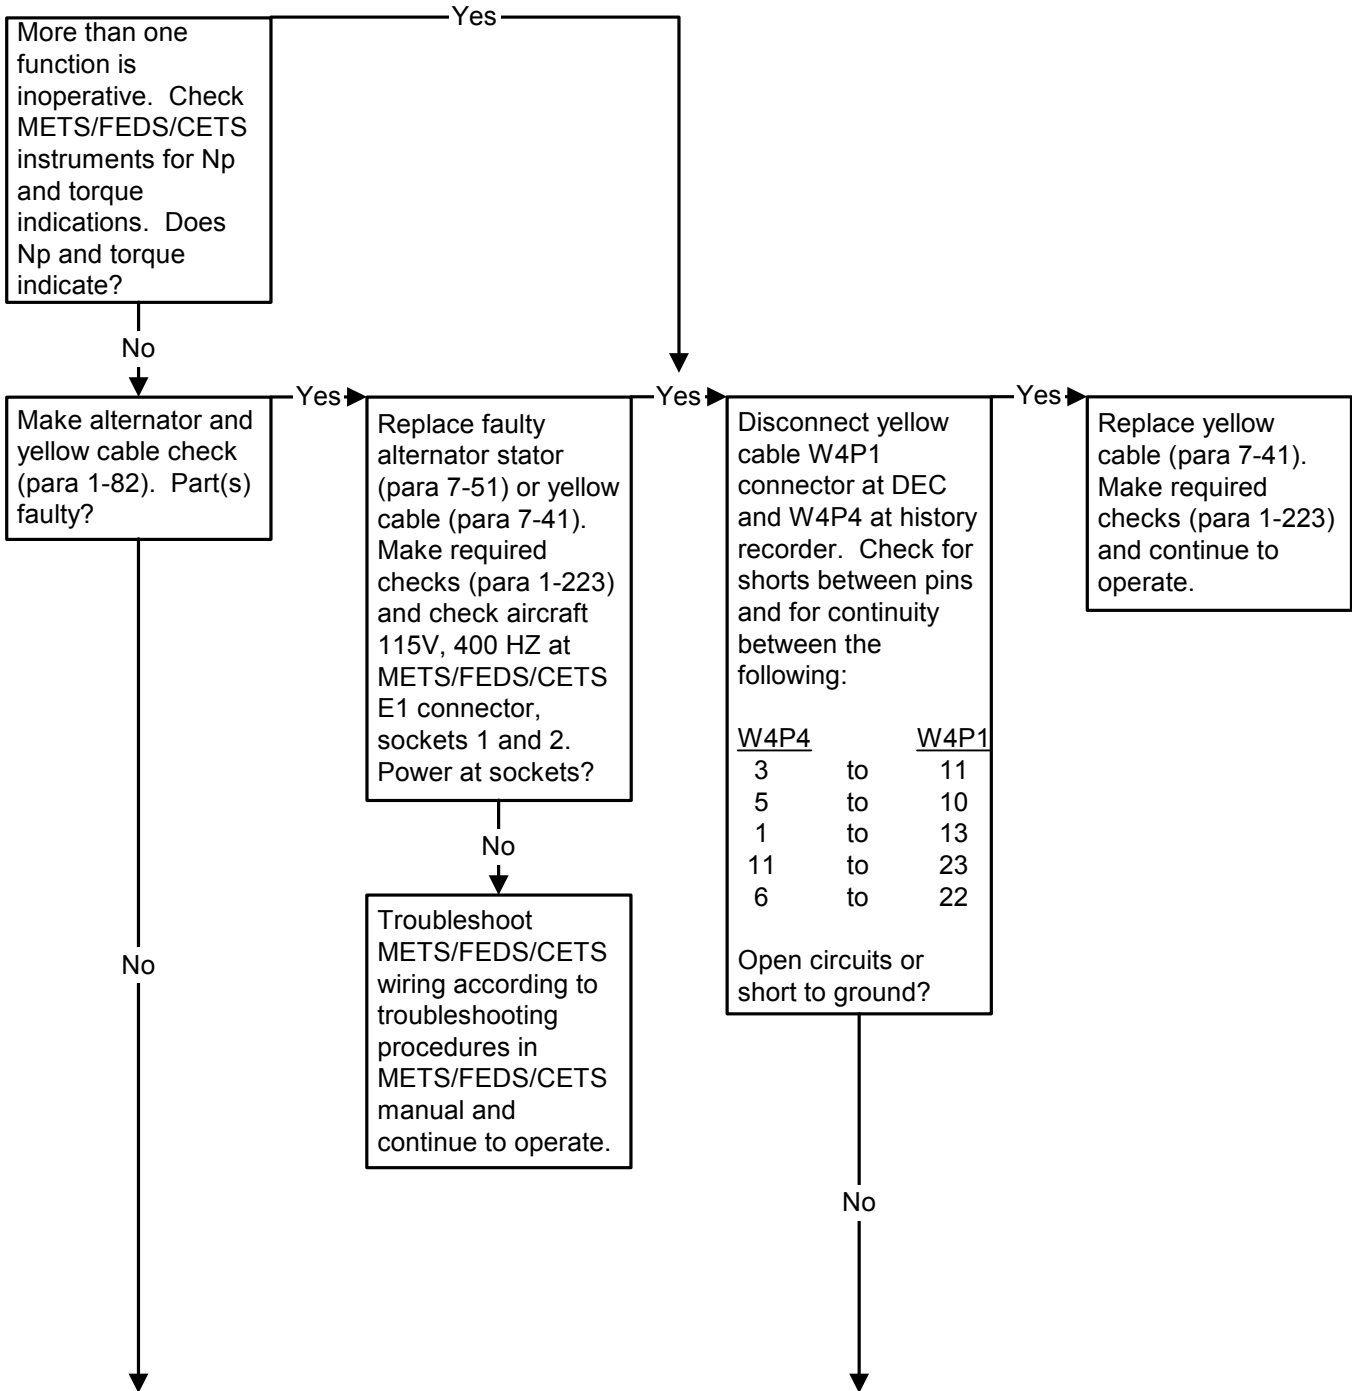 Yes
More than one
function is
inoperative. Check
METS/FEDS/CETS
instruments for Np
and torque
indications. Does
Np and torque
indicate?
No
Make alternator and
yellow cable check
(para 1-82). Part(s)
faulty?
Yes
Replace faulty
alternator stator
(para 7-51) or yellow
cable (para 7-41).
Make required
checks (para 1-223)
and check aircraft
115V, 400 HZ at
METS/FEDS/CETS
E1 connector,
sockets 1 and 2.
Power at sockets?
Yes
Disconnect yellow
cable W4P1
connector at DEC
and W4P4 at history
recorder. Check for
shorts between pins
and for continuity
between the
following:
W4P4 W4P1
3 to 11
5 to 10
1 to 13
11 to 23
6 to 22
Open circuits or
short to ground?
Yes
Replace yellow
cable (para 7-41).
Make required
checks (para 1-223)
and continue to
operate.
No
Troubleshoot
METS/FEDS/CETS
wiring according to
troubleshooting
procedures in
METS/FEDS/CETS
manual and
continue to operate.
No
No